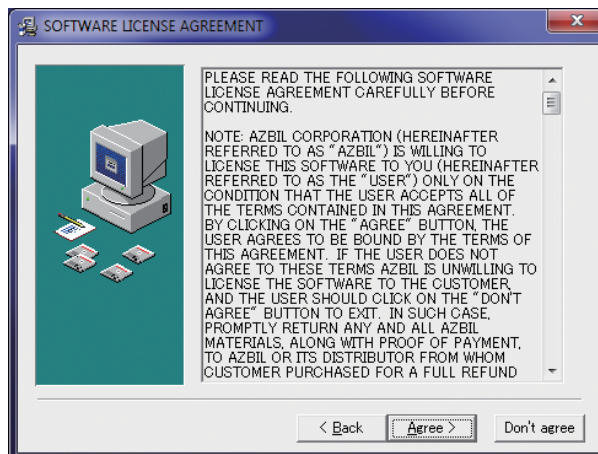 SOFTWARE LICENSE AGREEMENT
PLEASE READ THE FOLLOWING SOFTWARE
LICENSE AGREEMENT CAREFULLY BEFORE
CONTINUING.
NOTE: AZBIL CORPORATION (HEREINAFTER
REFERRED TO AS "AZBIL") IS WILLING TO
LICENSE THIS SOFTWARE TO YOU (HEREINAFTER
REFERRED TO AS THE "USER") ONLY ON THE
CONDITION THAT THE USER ACCEPTS ALL OF
THE TERMS CONTAINED IN THIS AGREEMENT.
BY CLICKING ON THE "AGREE" BUTTON, THE
USER AGREES TO BE BOUND BY THE TERMS OF
THIS AGREEMENT. IF THE USER DOES NOT
AGREE TO THESE TERMS AZBIL IS UNWILLING TO
LICENSE THE SOFTWARE TO THE CUSTOMER,
AND THE USER SHOULD CLICK ON THE "DON'T
AGREE" BUTTON TO EXIT. IN SUCH CASE,
PROMPTLY RETURN ANY AND ALL AZBIL
MATERIALS, ALONG WITH PROOF OF PAYMENT,
TO AZBIL OR ITS DISTRIBUTOR FROM WHOM
CUSTOMER PURCHASED FOR A FULL REFUND
< Back Agree > Don't agree